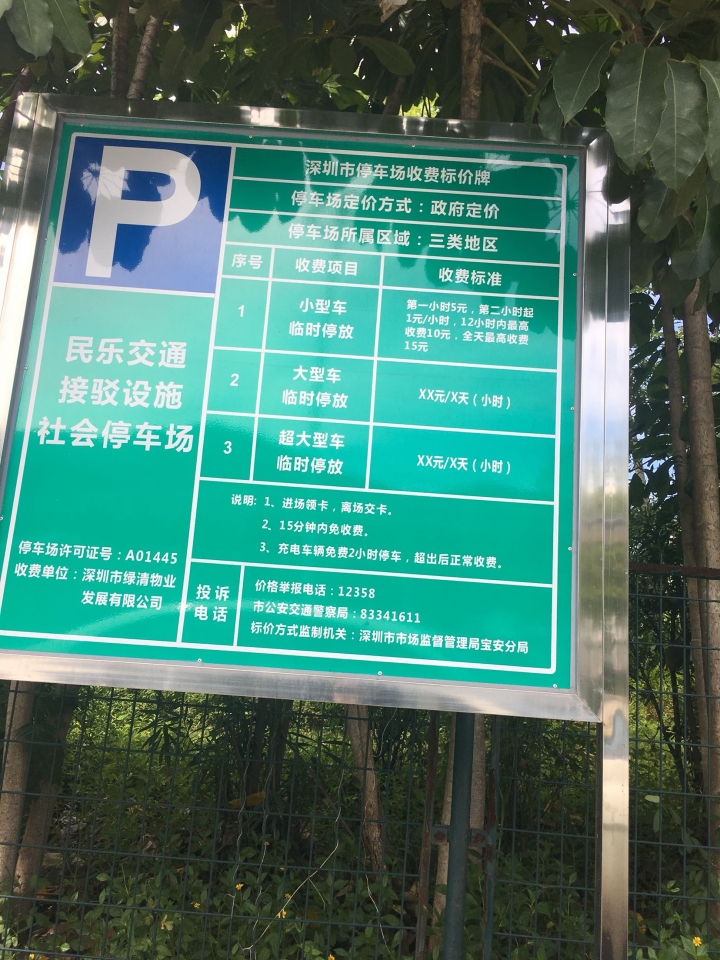 P
深圳市停车场收费标价牌
停车场定价方式：政府定价
停车场所属区域：三类地区
序号 收费项目 收费标准
1 小型车
临时停放
第一小时5元，第二小时起
1元/小时，12小时内最高
收费10元，全天最高收费
15元
2 大型车
临时停放
XX元/X天（小时）
3 超大型车
临时停放
XX元/X天（小时）
说明：1、进场领卡，离场交卡。
2、15分钟内免收费。
3、充电车辆免费2小时停车，超出后正常收费。
民乐交通
接驳设施
社会停车场
停车场许可证号：A01445
收费单位：深圳市绿清物业
发展有限公司
投诉
电话
价格举报电话：12358
市公安交通警察局：83341611
标价方式监制机关：深圳市市场监督管理局宝安分局